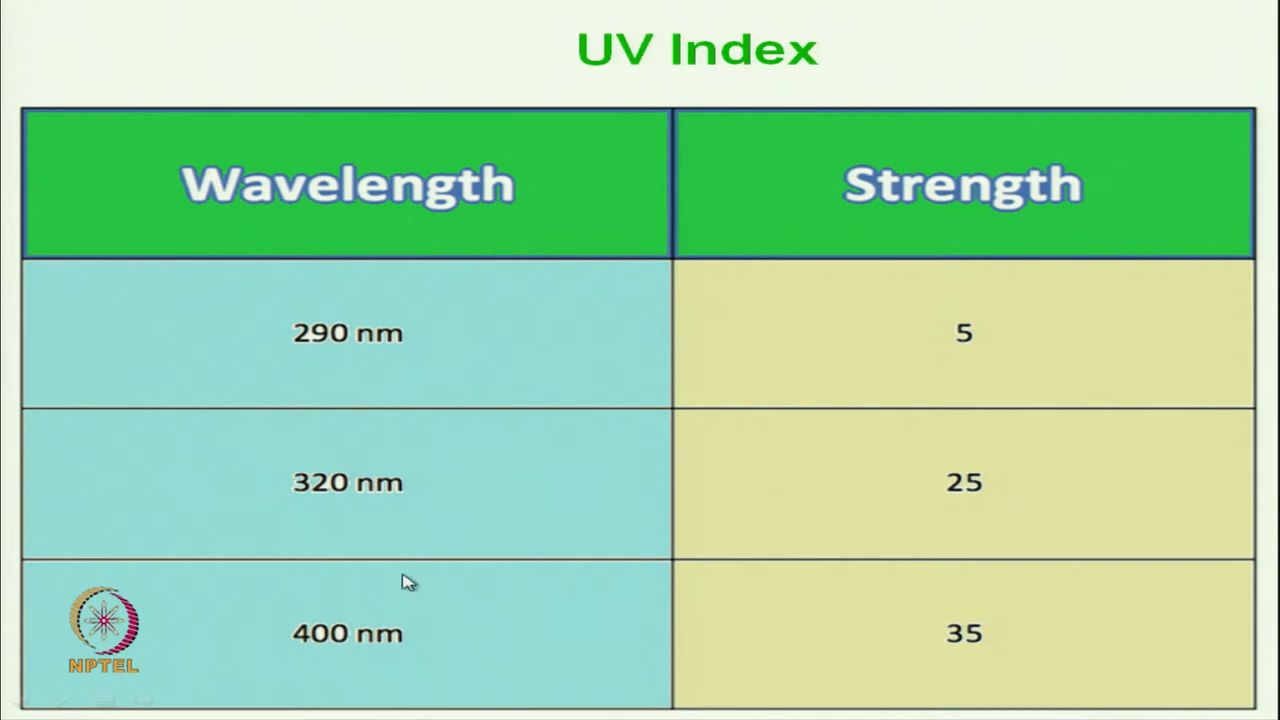 UV Index
Wavelength Strength
290 nm 5
320 nm 25
400 nm 35
NPTEL